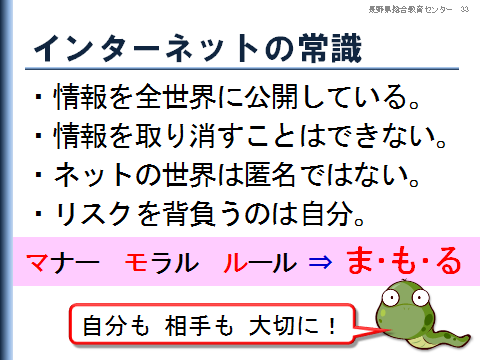 長野県総合教育センター 33
インターネットの常識
・情報を全世界に公開している。
・情報を取り消すことはできない。
・ネットの世界は匿名ではない。
・リスクを背負うのは自分。
マナー モラル ルール ⇒ ま・も・る
自分も 相手も 大切に!